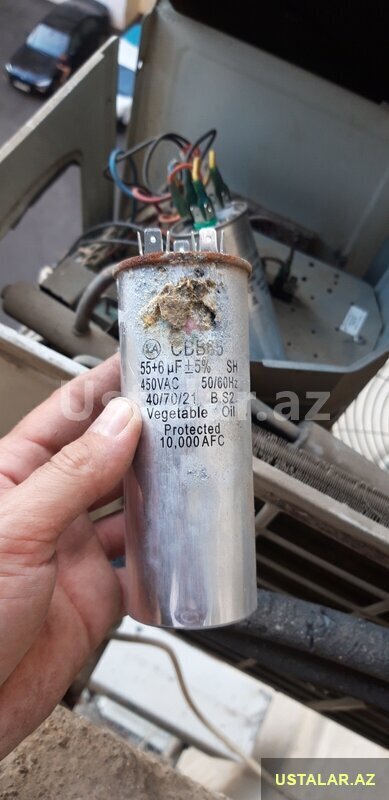 CBB65
55+6 µF ±5% SH
450VAC 50/60Hz
40/70/21 B.S2
Vegetable Oil
Protected
10,000AFC
Ustalar.az
USTALAR.AZ